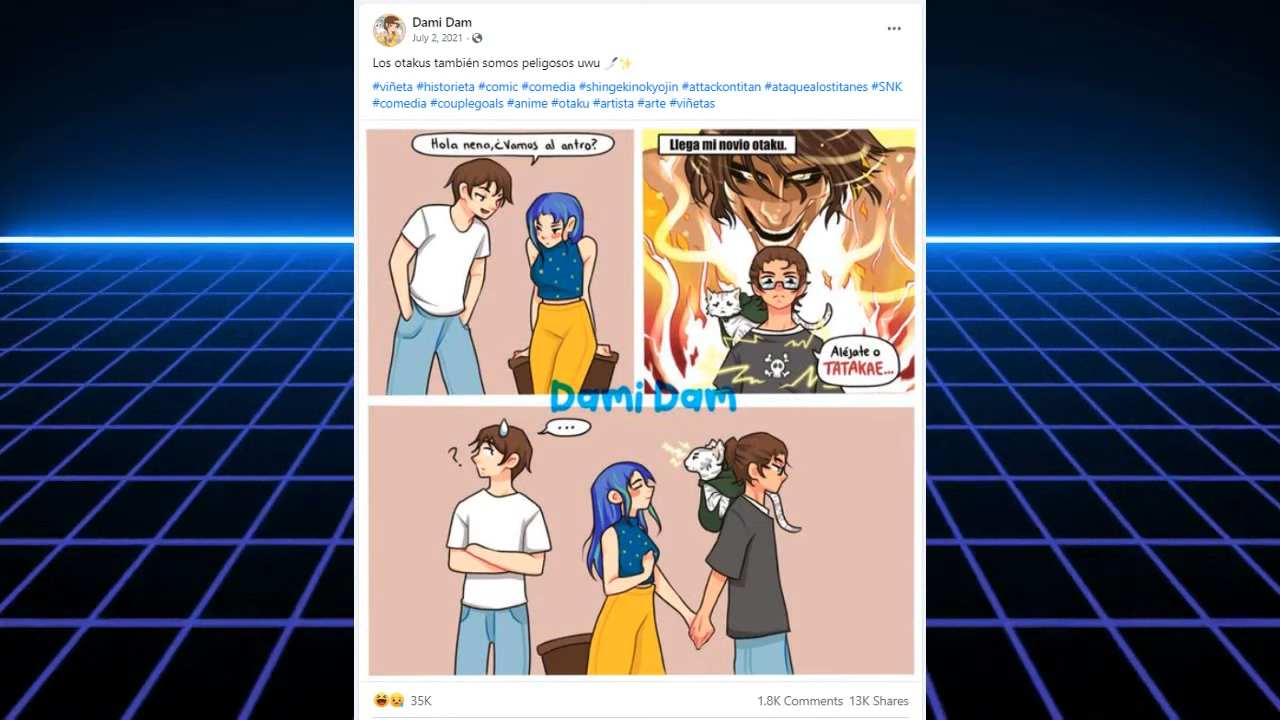 Dami Dam
July 2, 2021 ·
Los otakus también somos peligosos uwu
#viñeta #historieta #comic #comedia #shingekinokyojin #attackontitan #ataquealostitanes #SNK
#comedia #couplegoals #anime #otaku #artista #arte #viñetas
Hola nena,¿Vamos al antro?
Llega mi novio otaku.
Aléjate o
TATAKAE...
Dami Dam
?.
...
35K
1.8K Comments 13K Shares